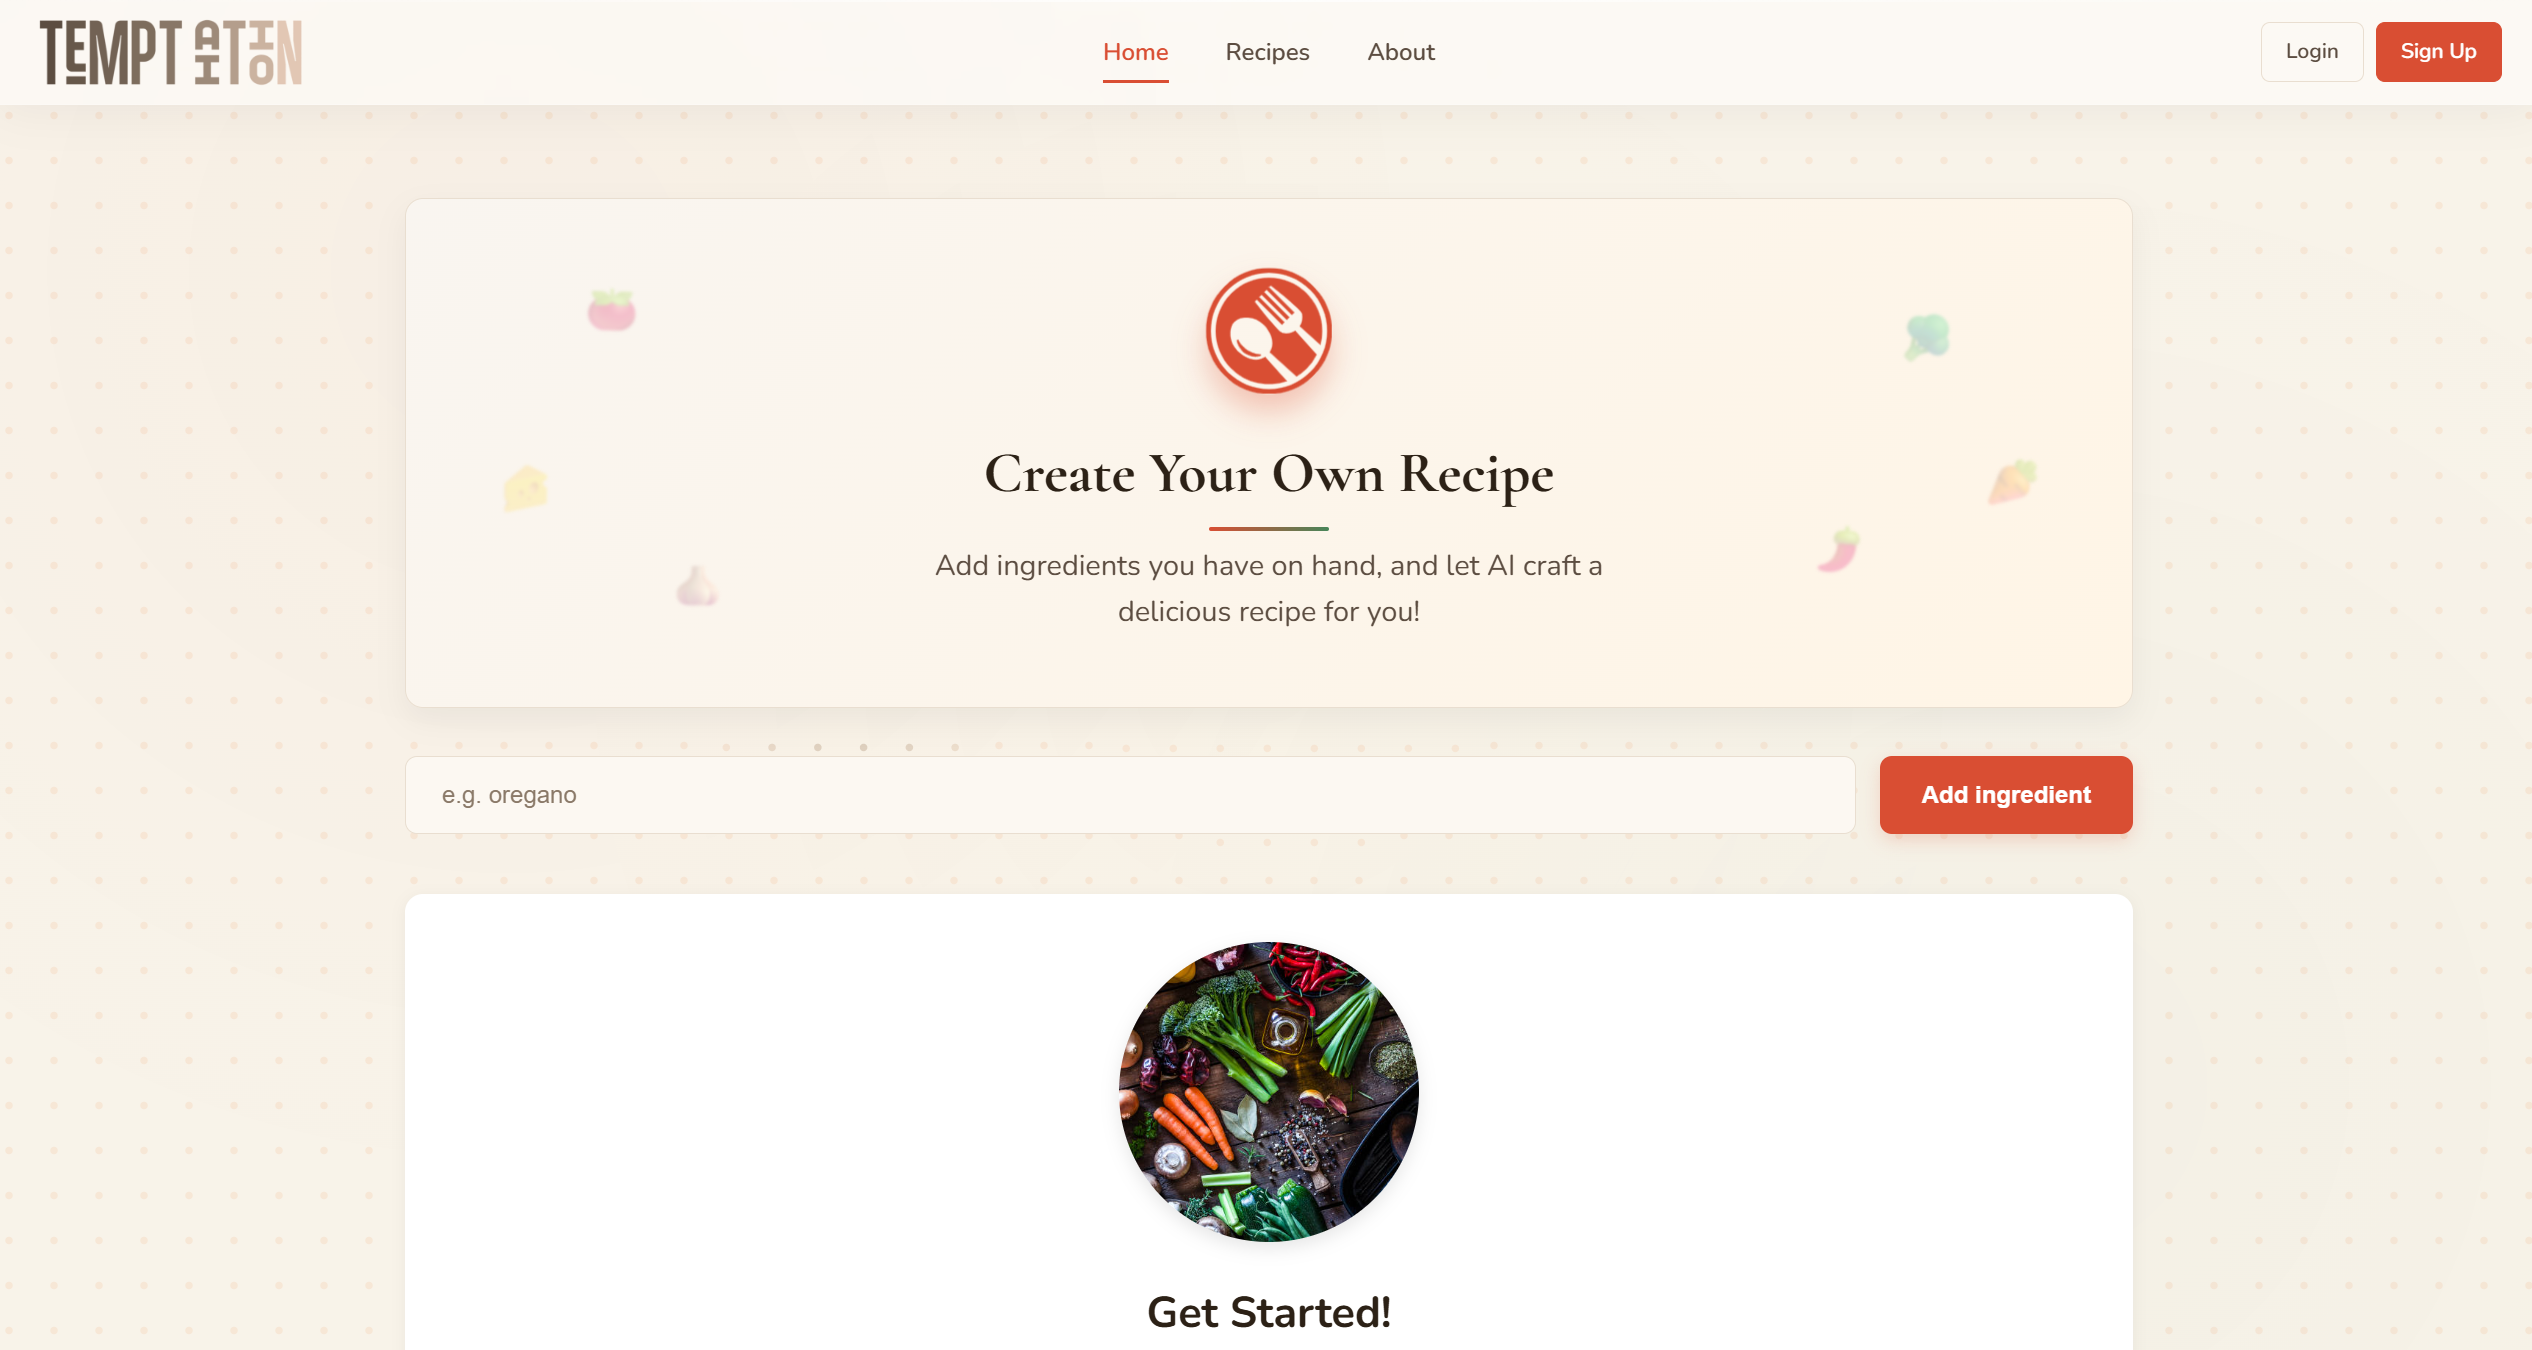 TEMPTATION
Home
Recipes
About
Login
Sign Up
Create Your Own Recipe
Add ingredients you have on hand, and let AI craft a
delicious recipe for you!
e.g. oregano
Add ingredient
Get Started!